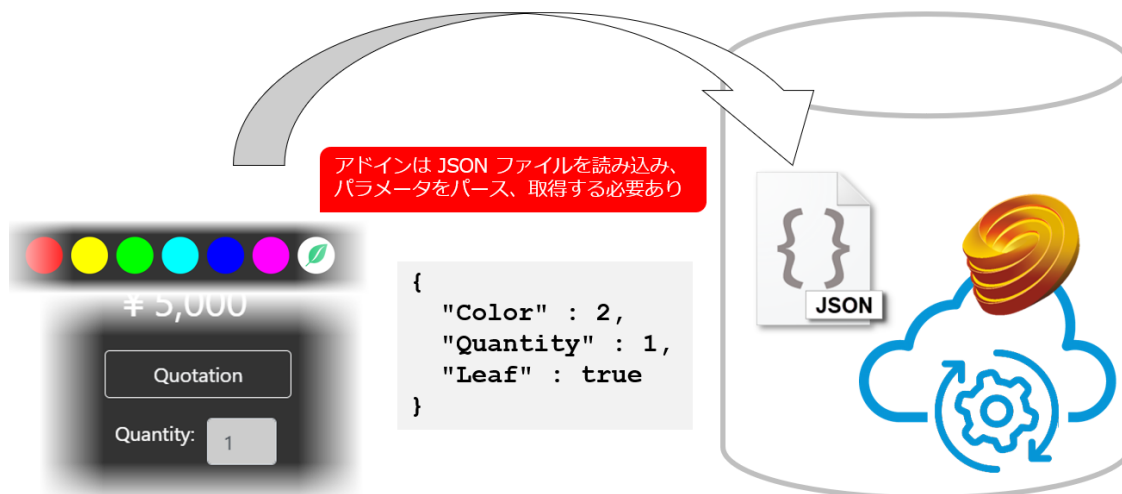 アドインは JSON ファイルを読み込み、
パラメータをパース、取得する必要あり
¥ 5,000
Quotation
Quantity: 1
{
"Color" : 2,
"Quantity" : 1,
"Leaf" : true
}
{ }
JSON